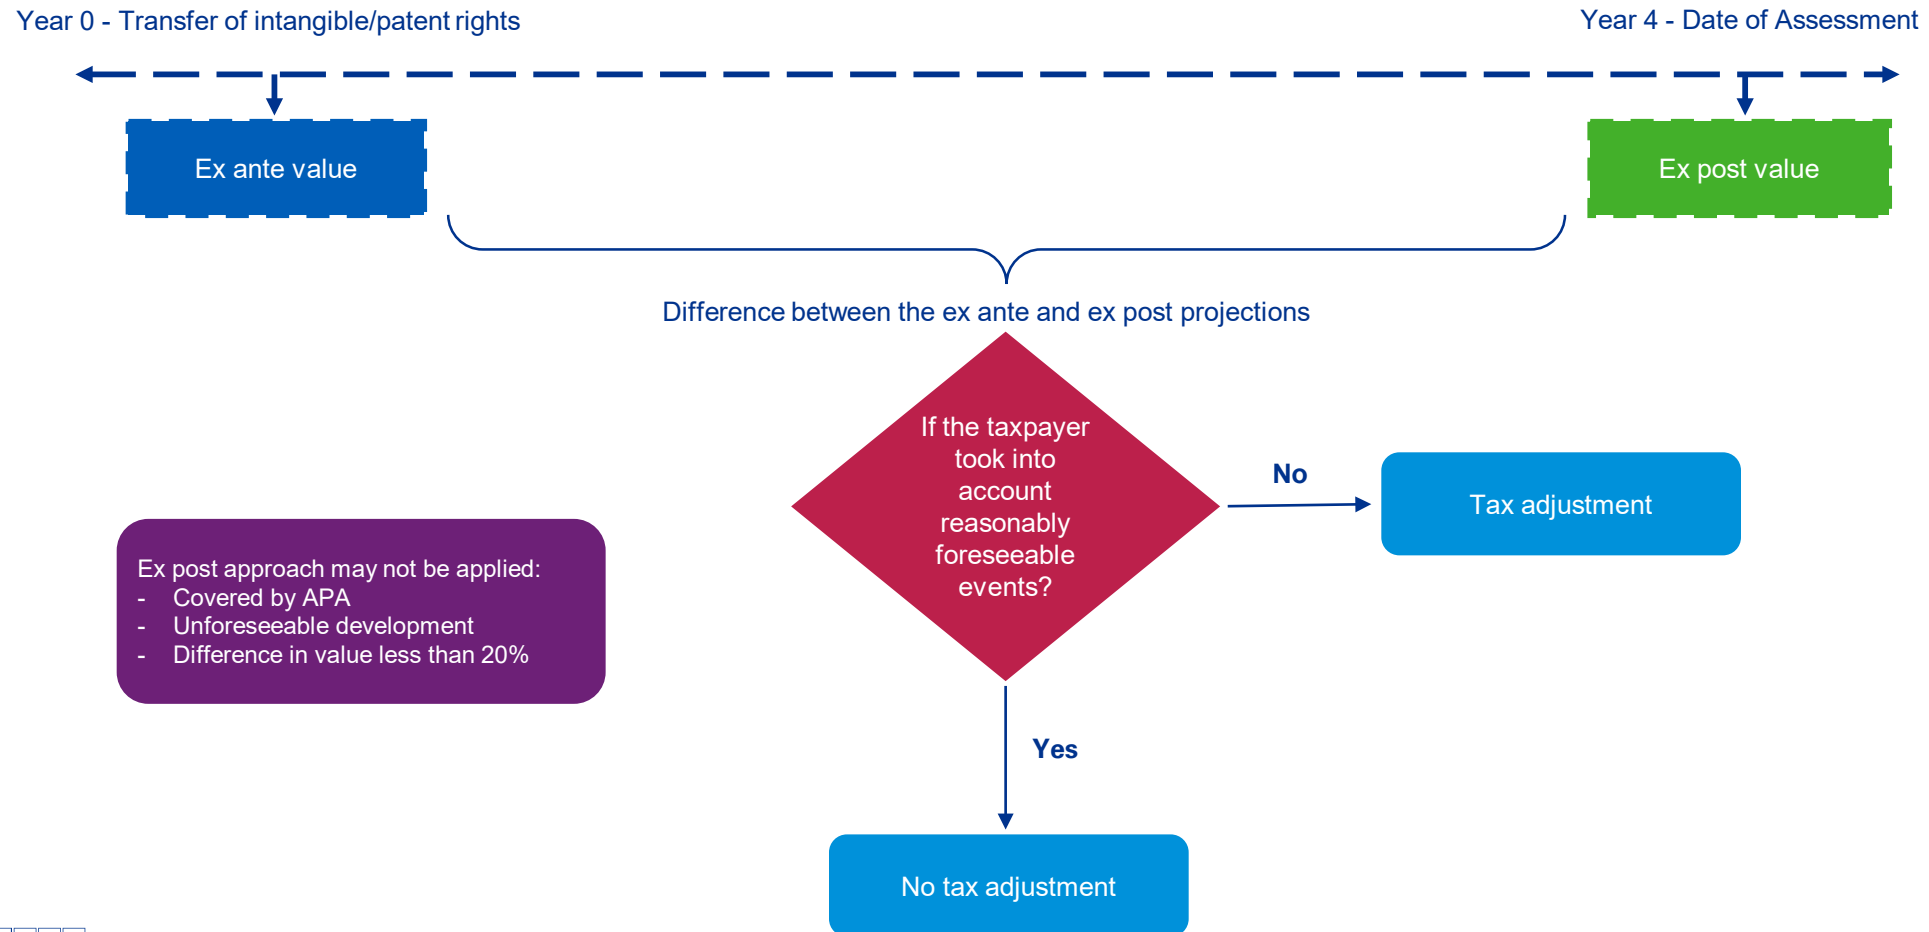 Year 0 - Transfer of intangible/patent rights
Year 4 - Date of Assessment
Ex ante value
Ex post value
Difference between the ex ante and ex post projections
If the taxpayer
took into
account
reasonably
foreseeable
events?
No
Tax adjustment
Ex post approach may not be applied:
- Covered by APA
- Unforeseeable development
- Difference in value less than 20%
Yes
No tax adjustment